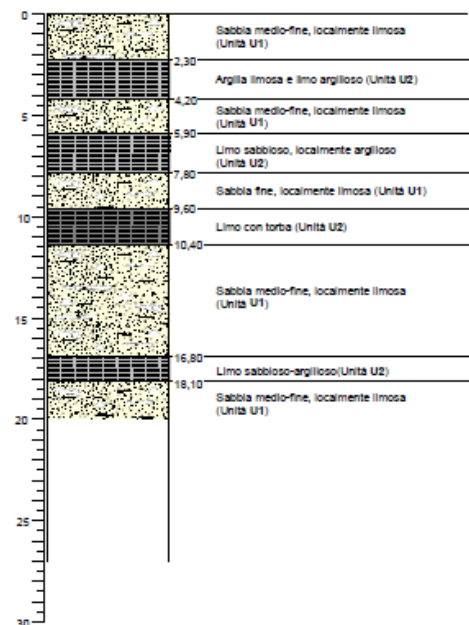 0
Sabbia medio-fine, localmente limosa
(Unità U1)
2,30
Argilla limosa e limo argilloso (Unità U2)
4,20
5
Sabbia medio-fine, localmente limosa
(Unità U1)
5,90
Limo sabbioso, localmente argilloso
(Unità U2)
7,80
Sabbia fine, localmente limosa (Unità U1)
9,60
10
Limo con torba (Unità U2)
10,40
Sabbia medio-fine, localmente limosa
(Unità U1)
15
16,80
Limo sabbioso-argilloso(Unità U2)
18,10
Sabbia medio-fine, localmente limosa
(Unità U1)
20
25
30